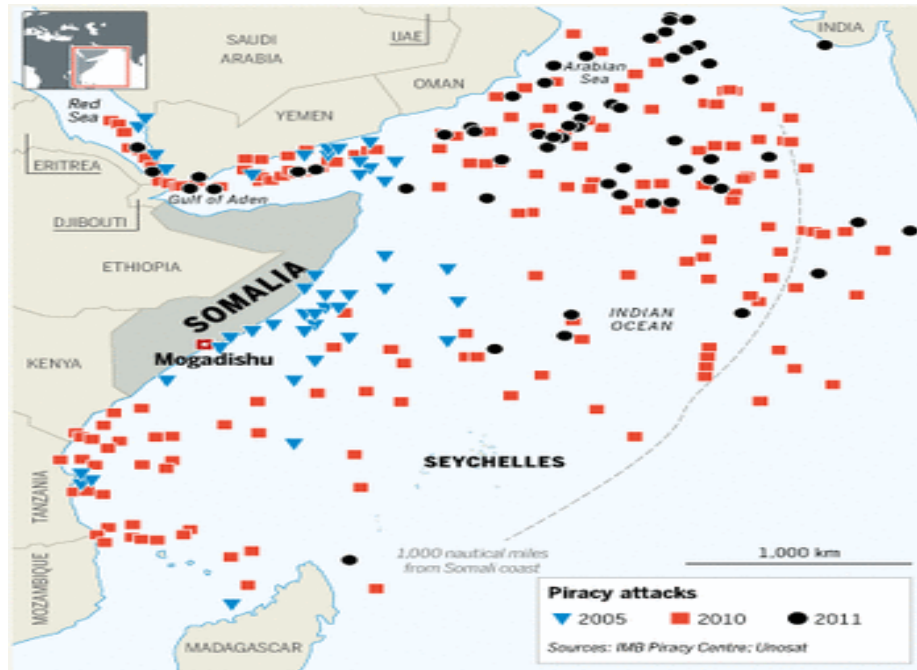 SAUDI
ARABIA
UAE
INDIA
OMAN
Arabian
Sea
Red
Sea
YEMEN
ERITREA
Gulf of Aden
DJIBOUTI
ETHIOPIA
SOMALIA
INDIAN
OCEAN
KENYA
Mogadishu
SEYCHELLES
TANZANIA
1,000 nautical miles
from Somali coast
1,000 km
MOZAMBIQUE
MADAGASCAR
Piracy attacks
2005 2010 2011
Sources: IMB Piracy Centre; Unosat